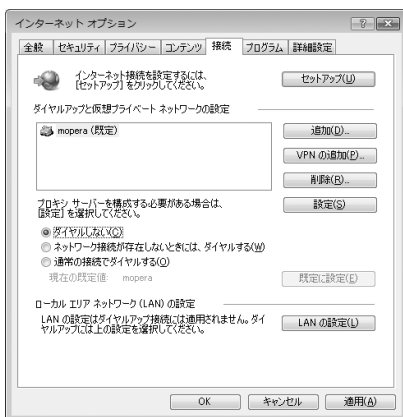 インターネット オプション
全般 セキュリティ プライバシー コンテンツ 接続 プログラム 詳細設定
インターネット接続を設定するには、
[セットアップ] をクリックしてください。
セットアップ(U)
ダイヤルアップと仮想プライベート ネットワークの設定
mopera (既定)
追加(D)...
VPN の追加(P)...
削除(R)...
プロキシ サーバーを構成する必要がある場合は、
[設定] を選択してください。
設定(S)
ダイヤルしない(C)
ネットワーク接続が存在しないときには、ダイヤルする(W)
通常の接続でダイヤルする(O)
現在の既定値: mopera
既定に設定(E)
ローカル エリア ネットワーク (LAN) の設定
LAN の設定はダイヤルアップ接続には適用されません。ダイ
ヤルアップには上の設定を選択してください。
LAN の設定(L)
OK キャンセル 適用(A)